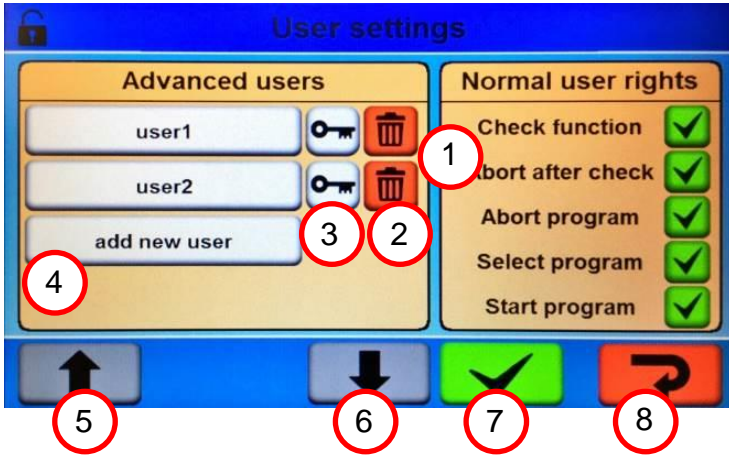 User settings
Advanced users
user1
user2
add new user
Normal user rights
Check function
bort after check
Abort program
Select program
Start program
1
2
3
4
5
6
7
8